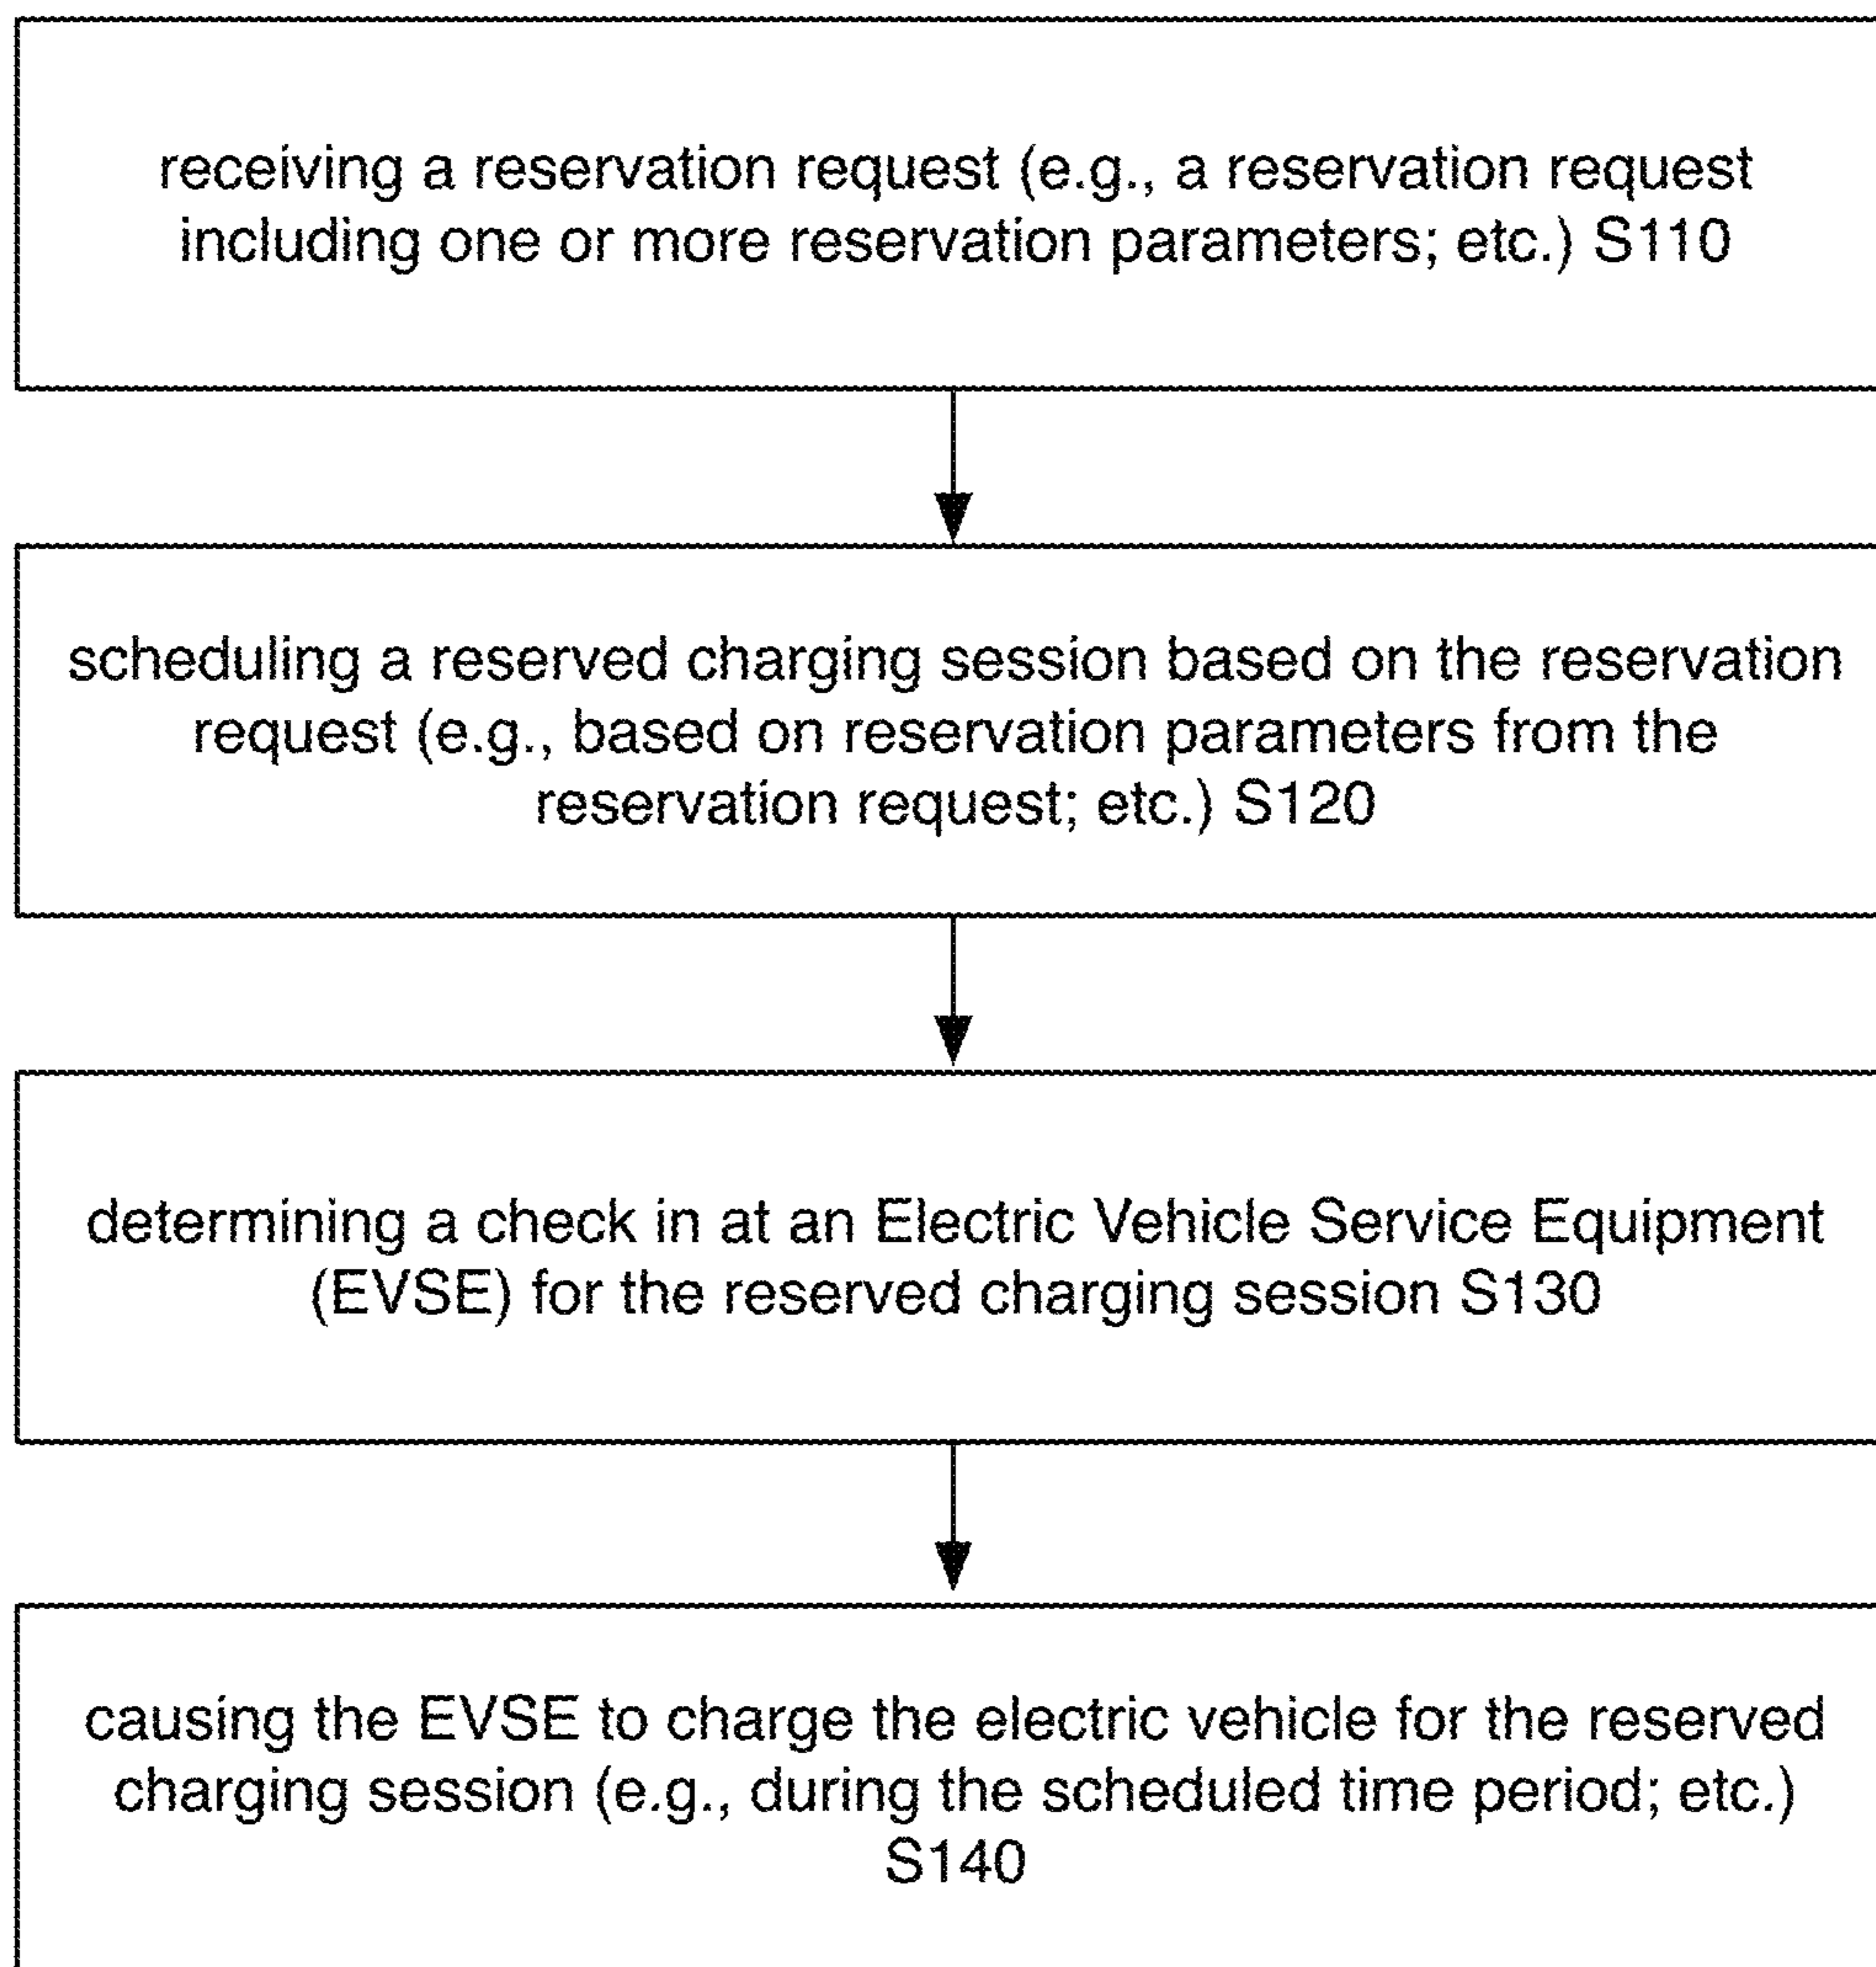 receiving a reservation request (e.g., a reservation request
including one or more reservation parameters; etc.) S110
scheduling a reserved charging session based on the reservation
request (e.g., based on reservation parameters from the
reservation request; etc.) S120
determining a check in at an Electric Vehicle Service Equipment
(EVSE) for the reserved charging session S130
causing the EVSE to charge the electric vehicle for the reserved
charging session (e.g., during the scheduled time period; etc.)
S140